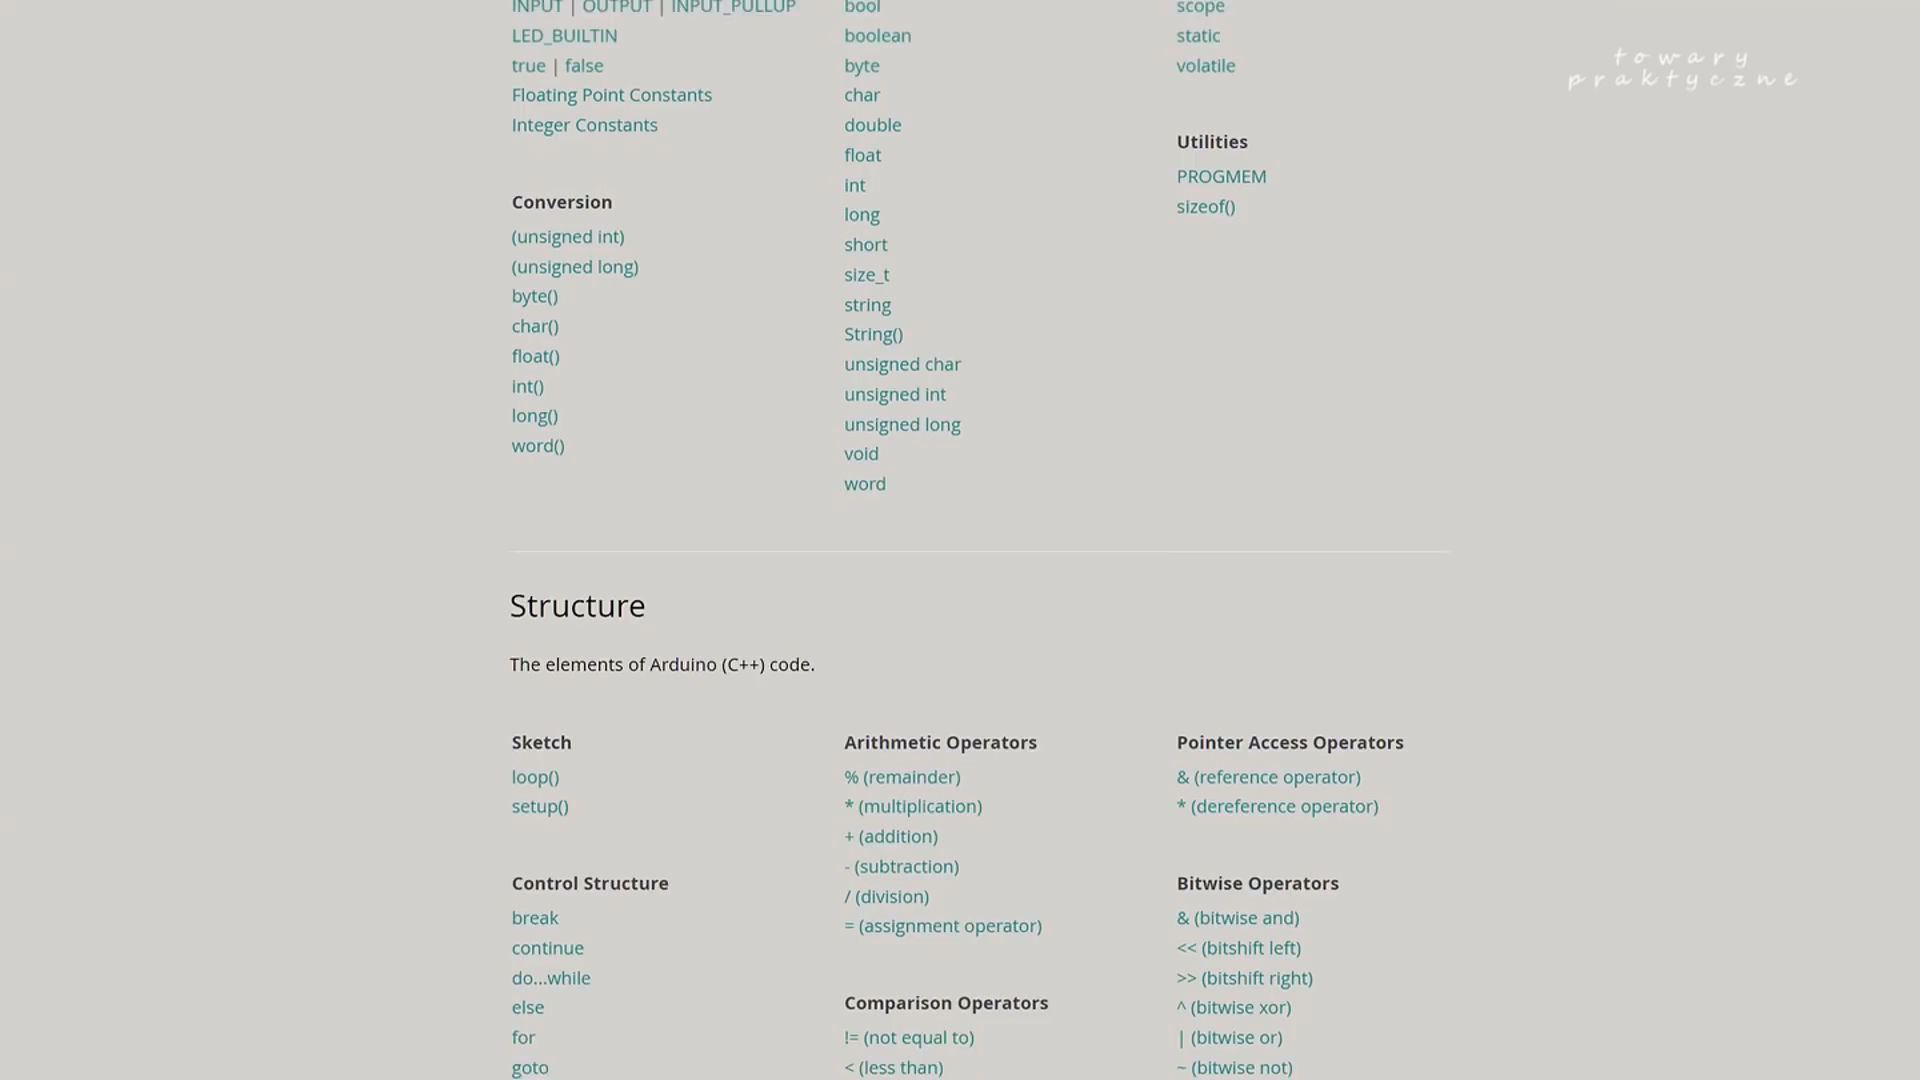 INPUT | OUTPUT | INPUT_PULLUP
LED_BUILTIN
true | false
Floating Point Constants
Integer Constants
Conversion
(unsigned int)
(unsigned long)
byte()
char()
float()
int()
long()
word()
bool
boolean
byte
char
double
float
int
long
short
size_t
string
String()
unsigned char
unsigned int
unsigned long
void
word
scope
static
volatile
Utilities
PROGMEM
sizeof()
towary
praktyczne
Structure
The elements of Arduino (C++) code.
Sketch
loop()
setup()
Control Structure
break
continue
do...while
else
for
goto
Arithmetic Operators
% (remainder)
* (multiplication)
+ (addition)
- (subtraction)
/ (division)
= (assignment operator)
Comparison Operators
!= (not equal to)
< (less than)
Pointer Access Operators
& (reference operator)
* (dereference operator)
Bitwise Operators
& (bitwise and)
<< (bitshift left)
>> (bitshift right)
^ (bitwise xor)
| (bitwise or)
~ (bitwise not)